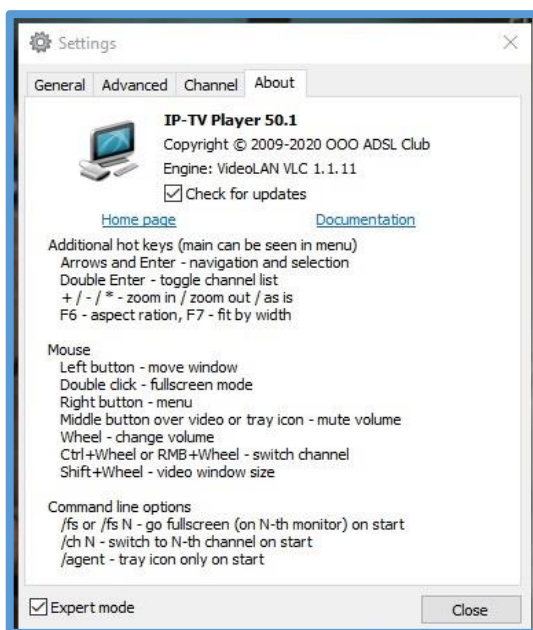 Settings
General Advanced Channel About
IP-TV Player 50.1
Copyright © 2009-2020 OOO ADSL Club
Engine: VideoLAN VLC 1.1.11
Check for updates
Home page Documentation
Additional hot keys (main can be seen in menu)
Arrows and Enter - navigation and selection
Double Enter - toggle channel list
+ / - / * - zoom in / zoom out / as is
F6 - aspect ration, F7 - fit by width
Mouse
Left button - move window
Double click - fullscreen mode
Right button - menu
Middle button over video or tray icon - mute volume
Wheel - change volume
Ctrl+Wheel or RMB+Wheel - switch channel
Shift+Wheel - video window size
Command line options
/fs or /fs N - go fullscreen (on N-th monitor) on start
/ch N - switch to N-th channel on start
/agent - tray icon only on start
Expert mode Close